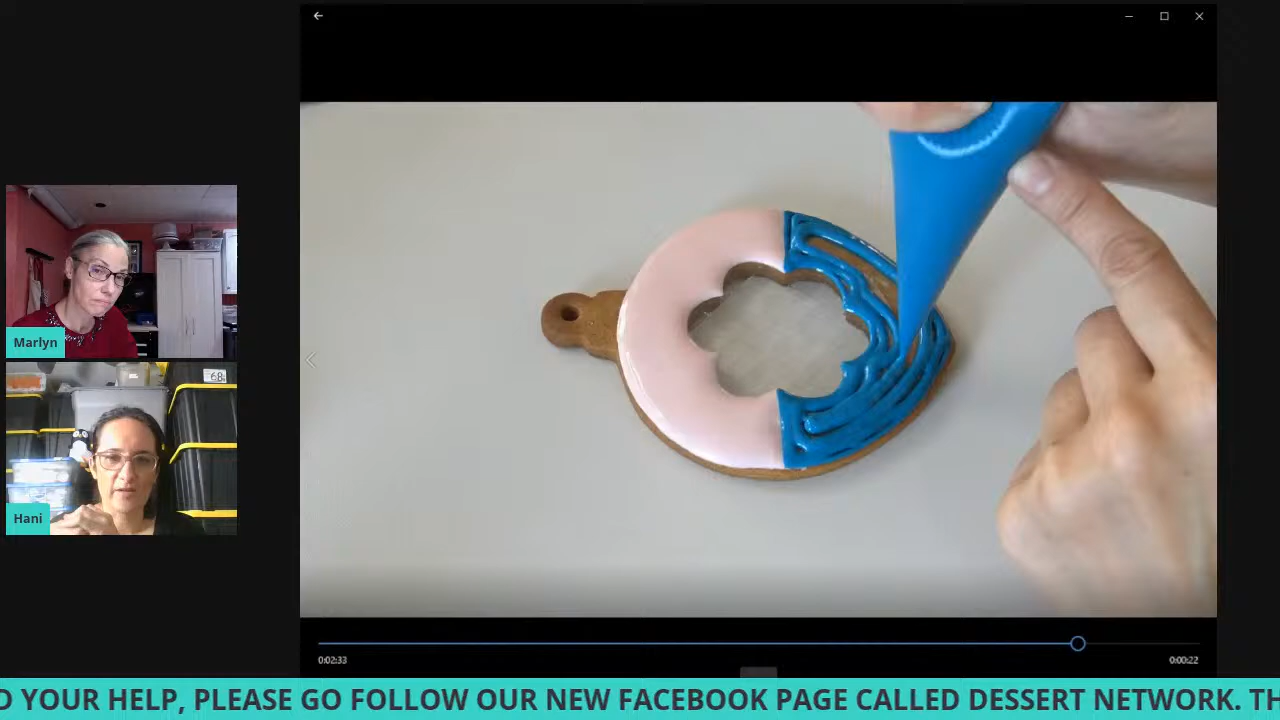 Marlyn
68
Hani
0:02:33
0:00:22
D YOUR HELP, PLEASE GO FOLLOW OUR NEW FACEBOOK PAGE CALLED DESSERT NETWORK. TH